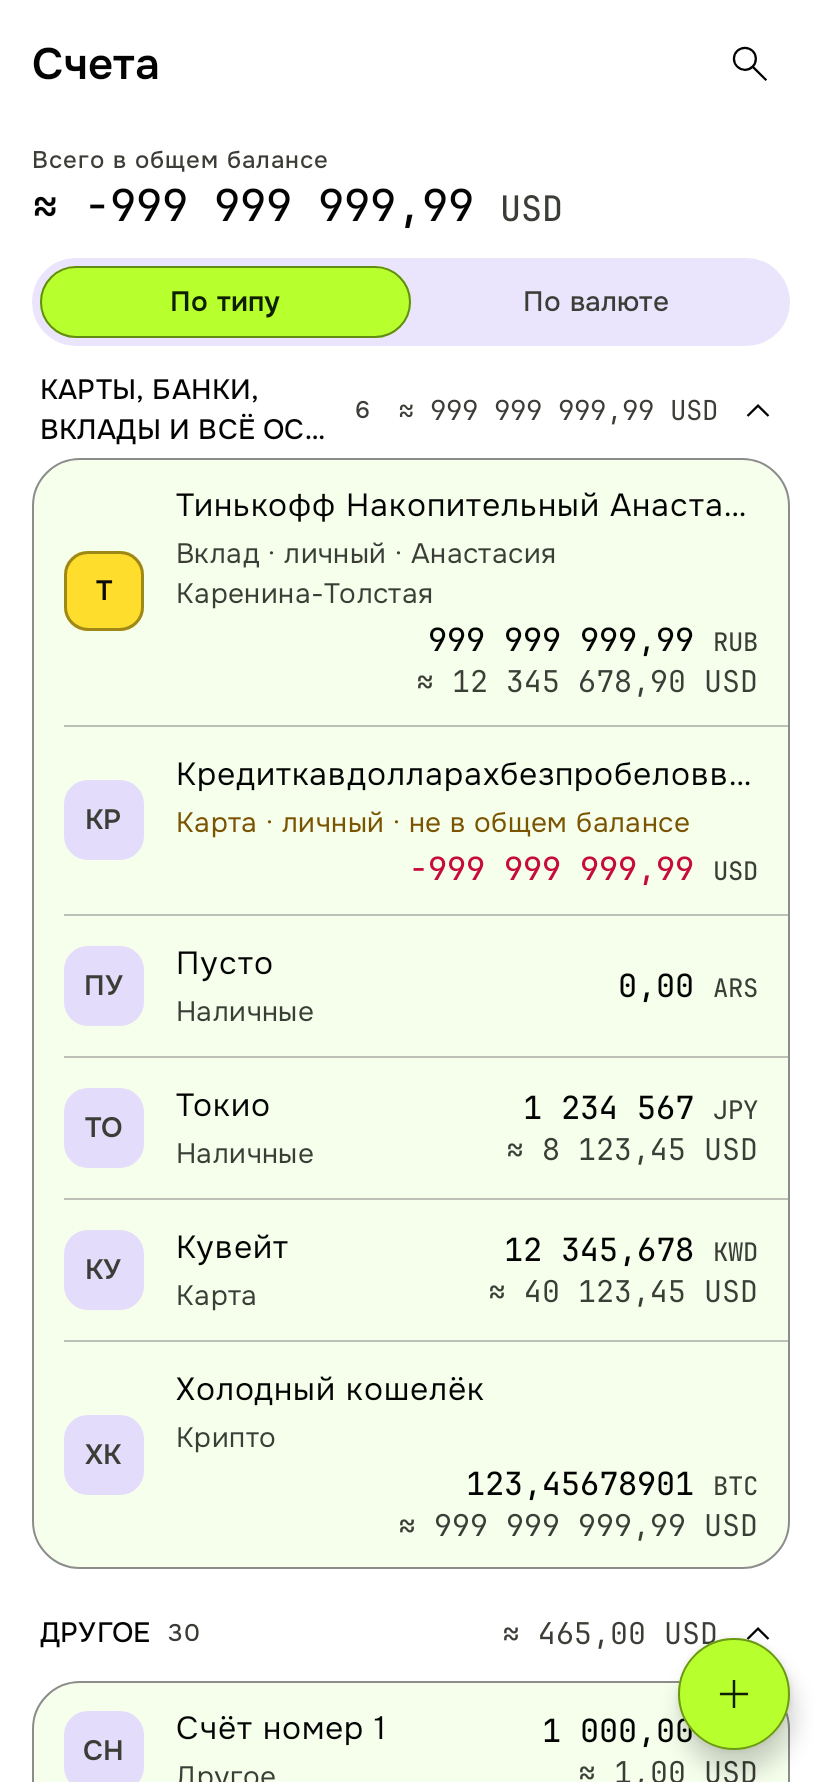 Счета
Всего в общем балансе
≈ -999 999 999,99 USD
По типу
По валюте
КАРТЫ, БАНКИ,
ВКЛАДЫ И ВСЁ ОС...
6 ≈ 999 999 999,99 USD
Тинькофф Накопительный Анаста...
Т
Вклад · личный · Анастасия
Каренина-Толстая
999 999 999,99 RUB
≈ 12 345 678,90 USD
Кредиткавдолларахбезпробеловв...
КР
Карта · личный · не в общем балансе
-999 999 999,99 USD
ПУ
Пусто
Наличные
0,00 ARS
ТО
Токио
Наличные
1 234 567 JPY
≈ 8 123,45 USD
КУ
Кувейт
Карта
12 345,678 KWD
≈ 40 123,45 USD
Холодный кошелёк
ХК
Крипто
123,45678901 BTC
≈ 999 999 999,99 USD
ДРУГОЕ 30 ≈ 465,00 USD
СН
Счёт номер 1
1 000,00
Другое
≈ 1,00 USD